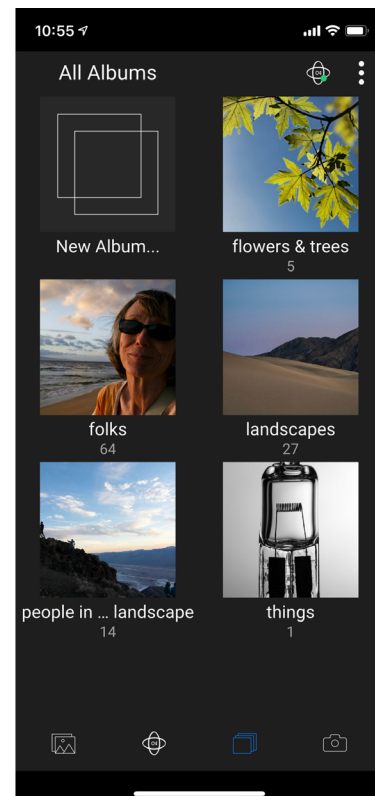 10:55
All Albums
New Album...
flowers & trees
5
folks
64
landscapes
27
people in ... landscape
14
things
1